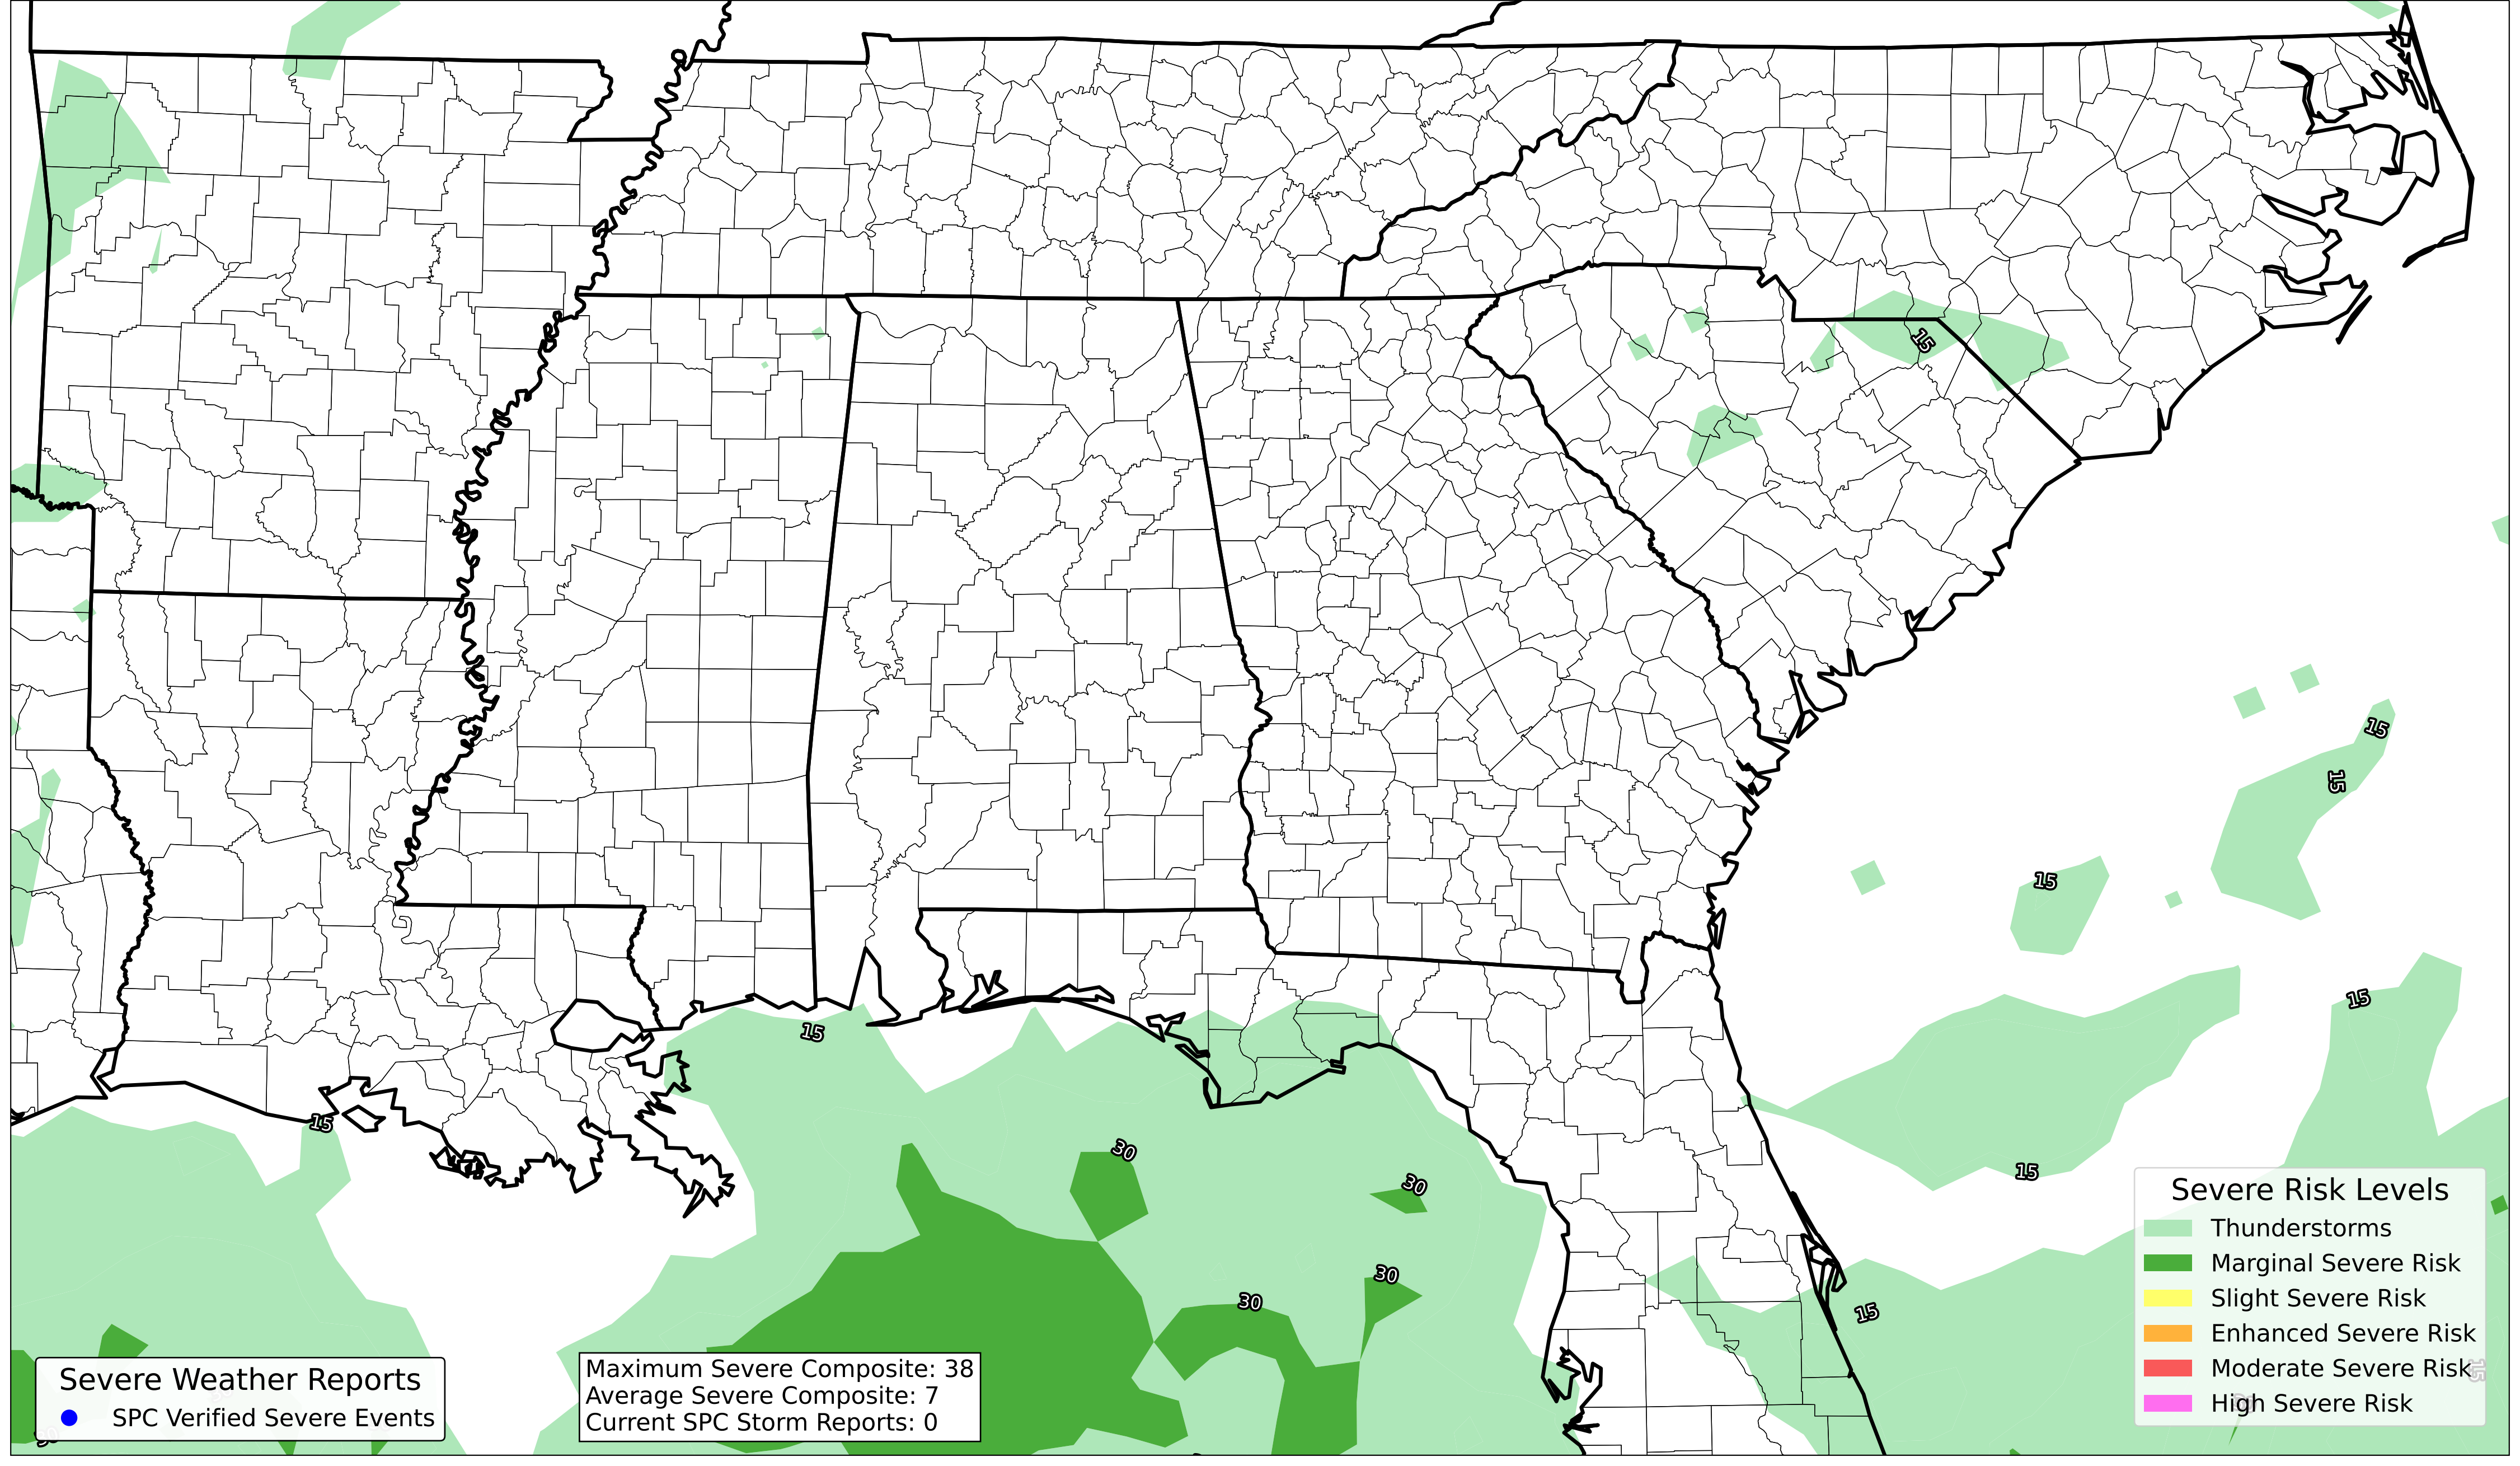 15
15
15
15
15
15
15
30
15
30
Severe Risk Levels
Thunderstorms
Marginal Severe Risk
Slight Severe Risk
Enhanced Severe Risk
Moderate Severe Risk
High Severe Risk
15
30
30
15
Severe Weather Reports
SPC Verified Severe Events
Maximum Severe Composite: 38
Average Severe Composite: 7
Current SPC Storm Reports: 0